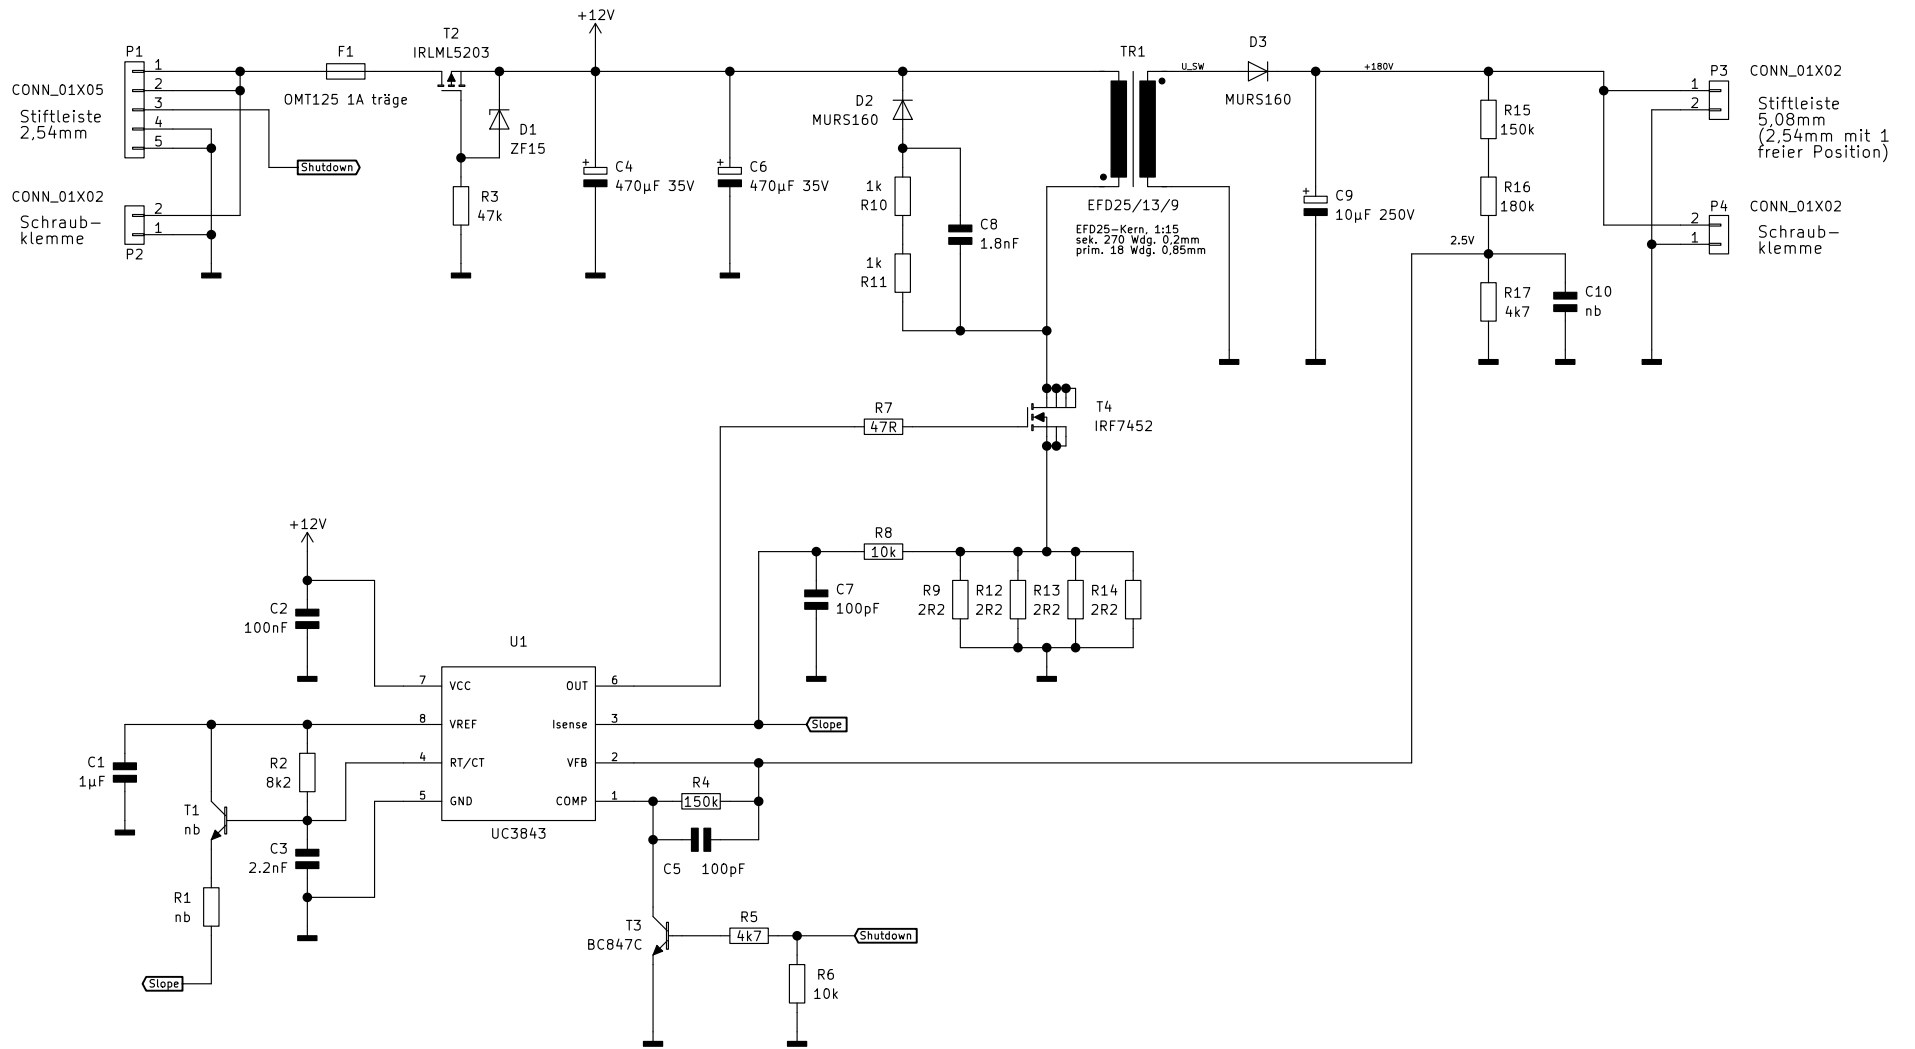 +12V
P1
1
2
3
4
5
CONN_01X05
Stiftleiste
2,54mm
F1
OMT125 1A träge
T2
IRLML5203
D1
ZF15
Shutdown
R3
47k
CONN_01X02
Schraub-
klemme
2
1
P2
+
C4
470µF 35V
+
C6
470µF 35V
D2
MURS160
1k
R10
1k
R11
C8
1.8nF
TR1
EFD25/13/9
EFD25-Kern, 1:15
sek. 270 Wdg. 0,2mm
prim. 18 Wdg. 0,85mm
U_SW
D3
MURS160
+180V
+
C9
10µF 250V
R15
150k
R16
180k
2.5V
R17
4k7
C10
nb
P3
1
2
CONN_01X02
Stiftleiste
5,08mm
(2,54mm mit 1
freier Position)
P4
2
1
CONN_01X02
Schraub-
klemme
R7
47R
T4
IRF7452
R8
10k
C7
100pF
R9
2R2
R12
2R2
R13
2R2
R14
2R2
+12V
C2
100nF
U1
7
VCC
8
VREF
4
RT/CT
5
GND
OUT
6
Isense
3
VFB
2
COMP
1
UC3843
Slope
C1
1µF
T1
nb
R2
8k2
C3
2.2nF
R1
nb
Slope
R4
150k
C5
100pF
T3
BC847C
R5
4k7
Shutdown
R6
10k